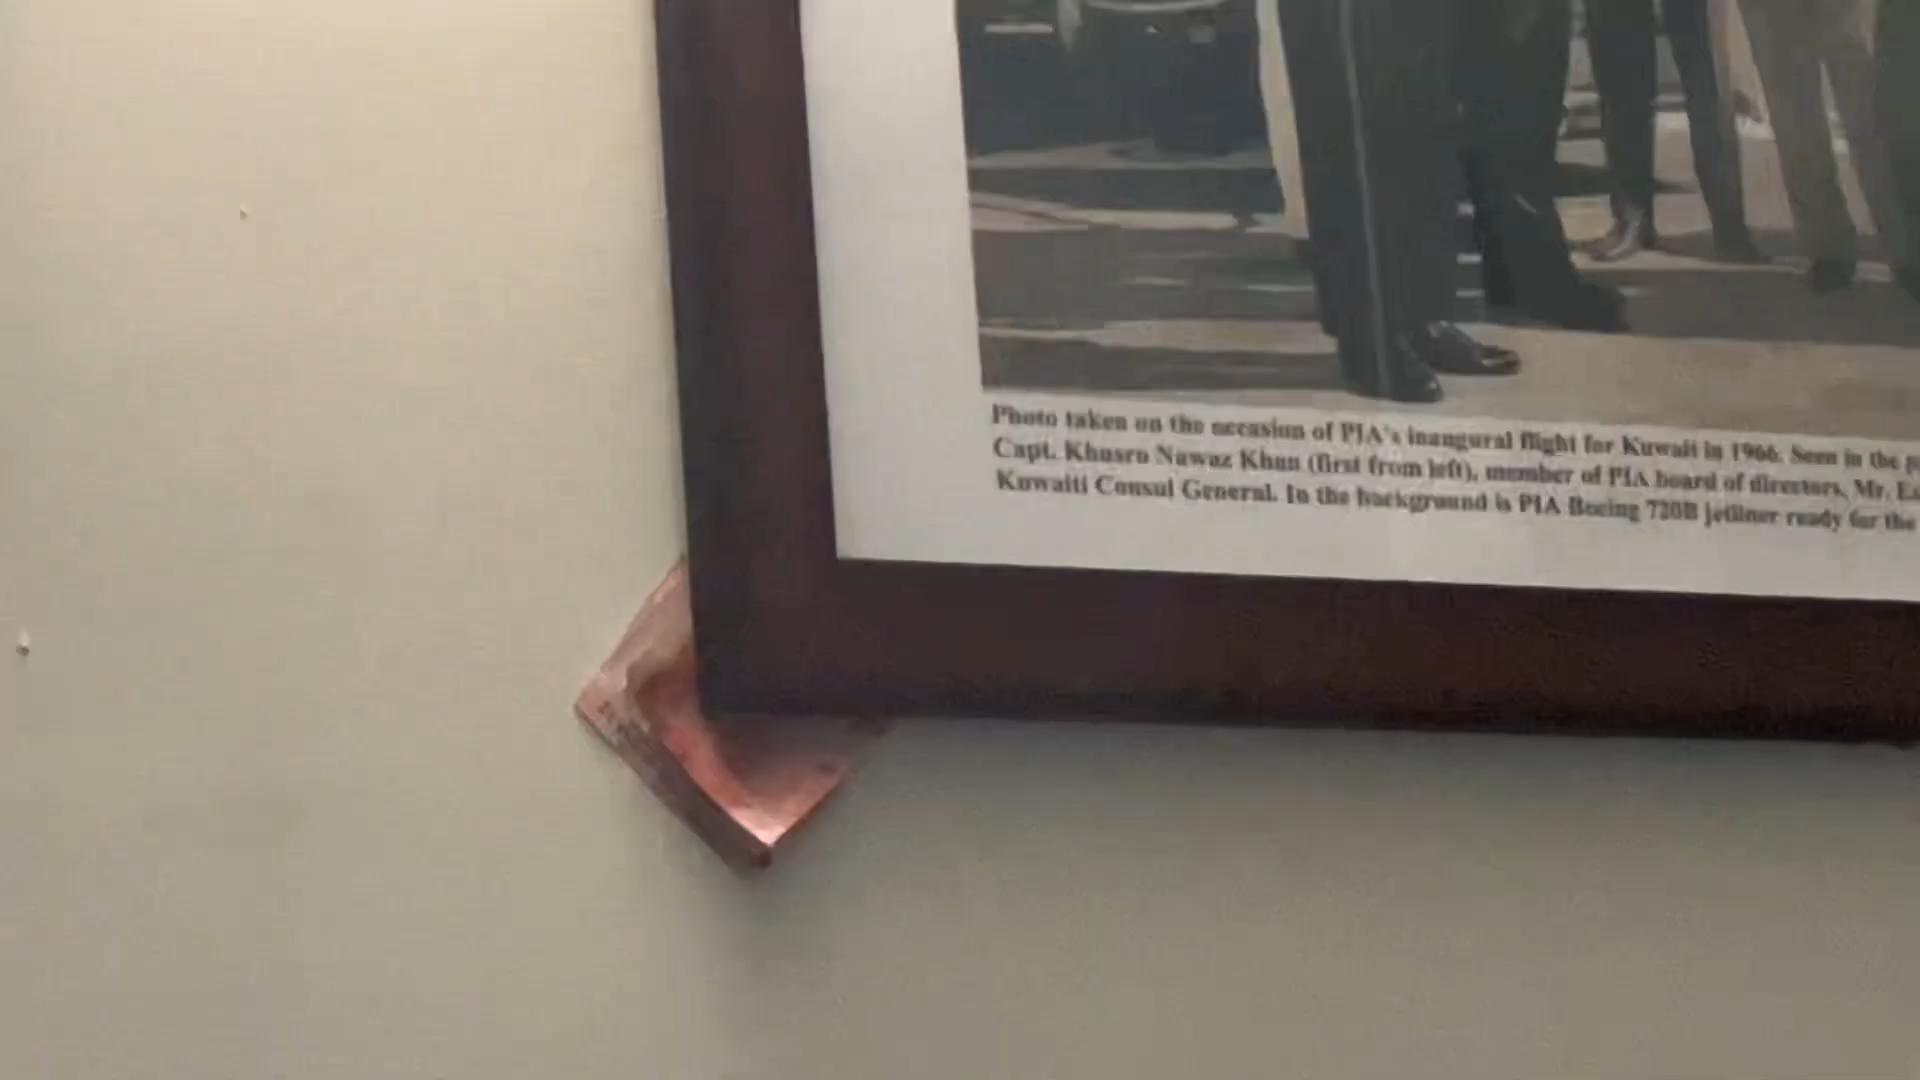 Photo taken on the occasion of PIA's inaugural flight for Kuwait in 1966. Seen in the
Capt. Khusro Nawaz Khan (first from left), member of PIA board of directors, Mr.
Kuwaiti Consul General. In the background is PIA Boeing 720B jetliner ready for the